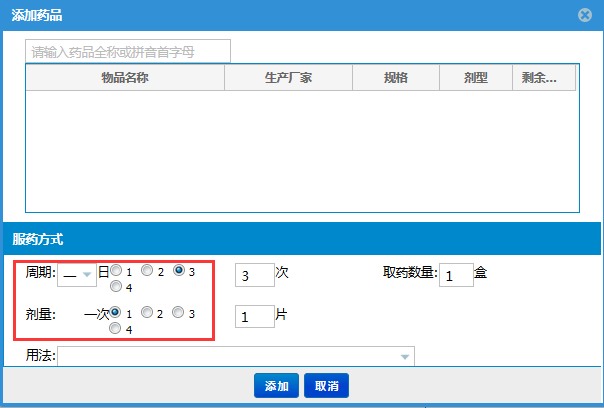 添加药品
请输入药品全称或拼音首字母
物品名称 生产厂家 规格 剂型 剩余...
服药方式
周期: 一 日 1 2 3 3 次 取药数量: 1 盒
4
剂量: 一次 1 2 3 1 片
4
用法:
添加 取消